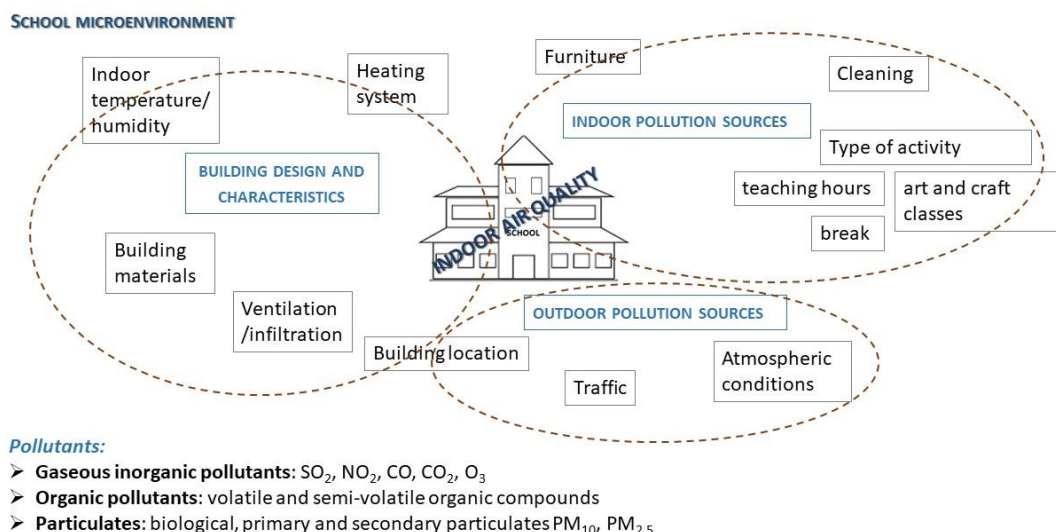 SCHOOL MICROENVIRONMENT
Indoor
temperature/
humidity
Heating
system
BUILDING DESIGN AND
CHARACTERISTICS
Building
materials
Ventilation
/infiltration
Building location
INDOOR AIR QUALITY
SCHOOL
Furniture
Cleaning
INDOOR POLLUTION SOURCES
Type of activity
teaching hours
art and craft
classes
break
OUTDOOR POLLUTION SOURCES
Traffic
Atmospheric
conditions
Pollutants:
➢ Gaseous inorganic pollutants: SO₂, NO₂, CO, CO₂, O₃
➢ Organic pollutants: volatile and semi-volatile organic compounds
➢ Particulates: biological, primary and secondary particulates PM₁₀, PM₂.₅